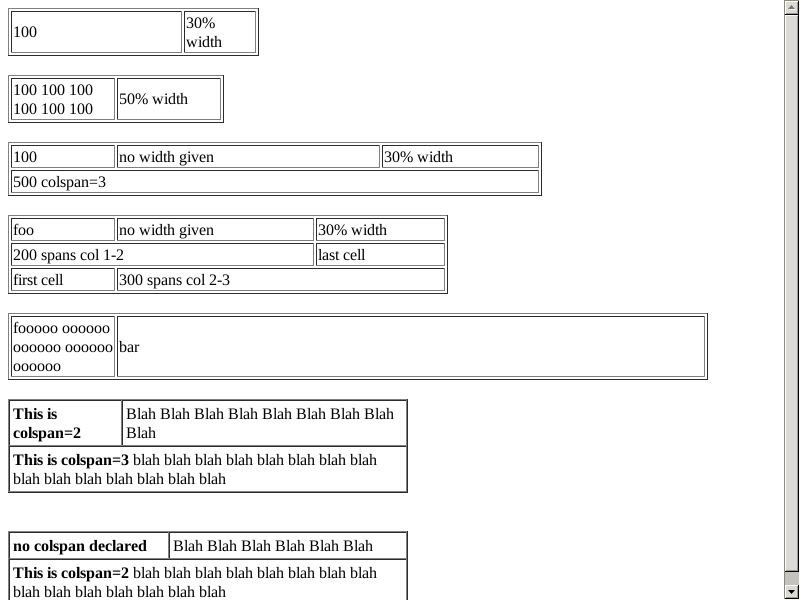 100
30%
width
100 100 100
100 100 100
50% width
100
no width given
30% width
500 colspan=3
foo
no width given
30% width
200 spans col 1-2
last cell
first cell
300 spans col 2-3
fooooo oooooo
oooooo oooooo
oooooo
bar
This is
colspan=2
Blah Blah Blah Blah Blah Blah Blah Blah
Blah
This is colspan=3 blah blah blah blah blah blah blah blah
blah blah blah blah blah blah blah
no colspan declared
Blah Blah Blah Blah Blah Blah
This is colspan=2 blah blah blah blah blah blah blah blah
blah blah blah blah blah blah blah